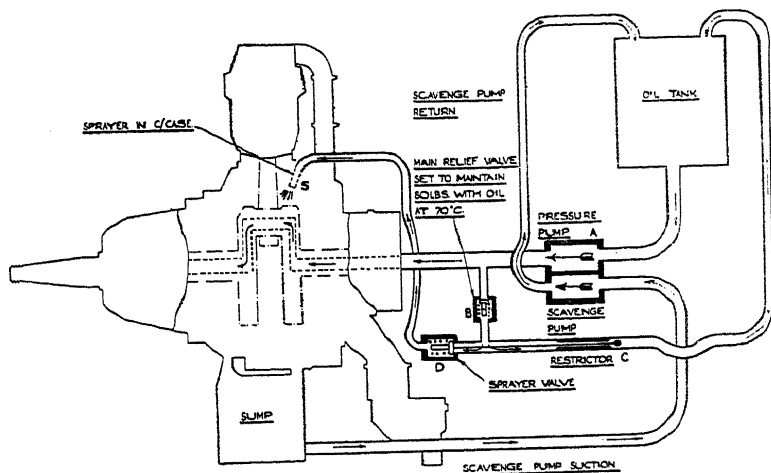 SPRAYER IN C/CASE
S
SCAVENGE PUMP
RETURN
OIL TANK
MAIN RELIEF VALVE
SET TO MAINTAIN
80LBS WITH OIL
AT 70°C
PRESSURE
PUMP A
B
SCAVENGE
PUMP
RESTRICTOR C
D
SPRAYER VALVE
SUMP
SCAVENGE PUMP SUCTION